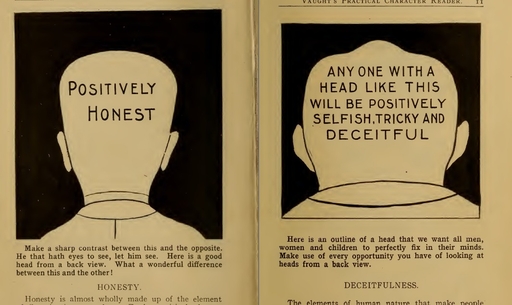 POSITIVELY
HONEST
Make a sharp contrast between this and the opposite.
He that hath eyes to see, let him see. Here is a good
head from a back view. What a wonderful difference
between this and the other!
HONESTY.
Honesty is almost wholly made up of the element
VAUGHT'S PRACTICAL CHARACTER READER. 11
ANY ONE WITH A
HEAD LIKE THIS
WILL BE POSITIVELY
SELFISH,TRICKY AND
DECEITFUL
Here is an outline of a head that we want all men,
women and children to perfectly fix in their minds.
Make use of every opportunity you have of looking at
heads from a back view.
DECEITFULNESS.
The elements of human nature that make people